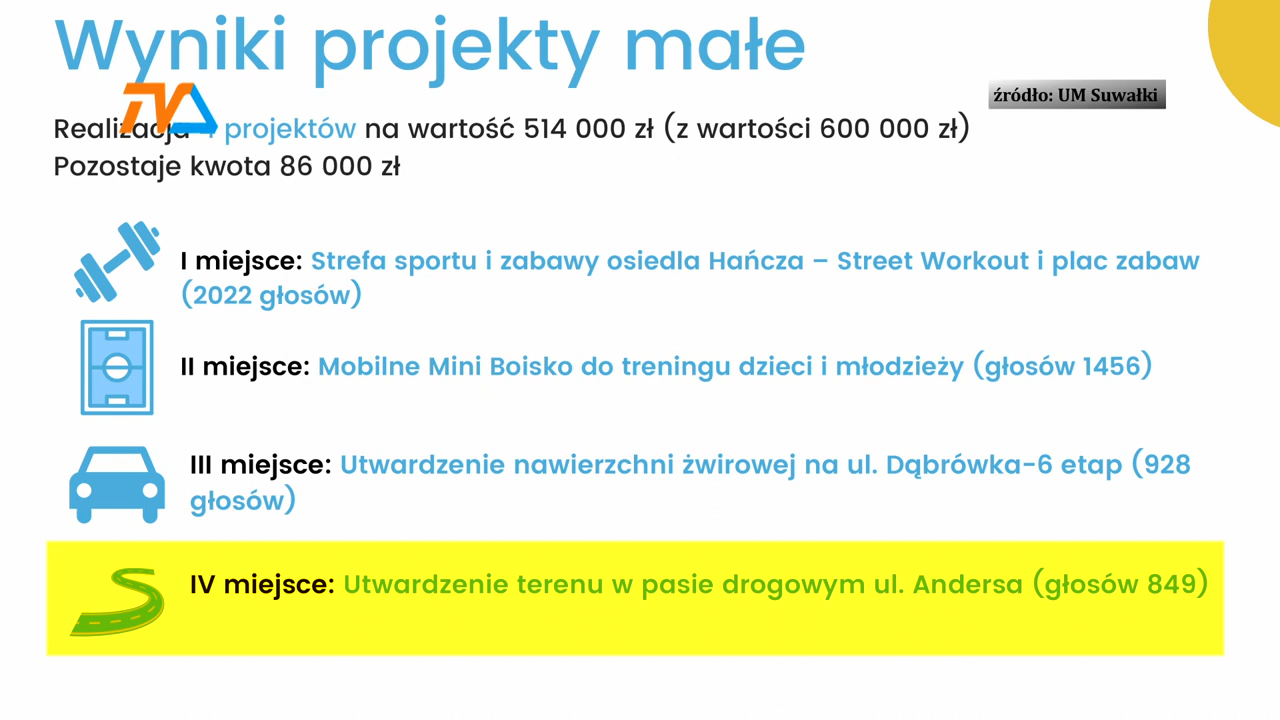 Wyniki projekty małe
TVA
źródło: UM Suwałki
Realizacja 4 projektów na wartość 514 000 zł (z wartości 600 000 zł)
Pozostaje kwota 86 000 zł
I miejsce: Strefa sportu i zabawy osiedla Hańcza – Street Workout i plac zabaw
(2022 głosów)
II miejsce: Mobilne Mini Boisko do treningu dzieci i młodzieży (głosów 1456)
III miejsce: Utwardzenie nawierzchni żwirowej na ul. Dąbrówka-6 etap (928
głosów)
IV miejsce: Utwardzenie terenu w pasie drogowym ul. Andersa (głosów 849)